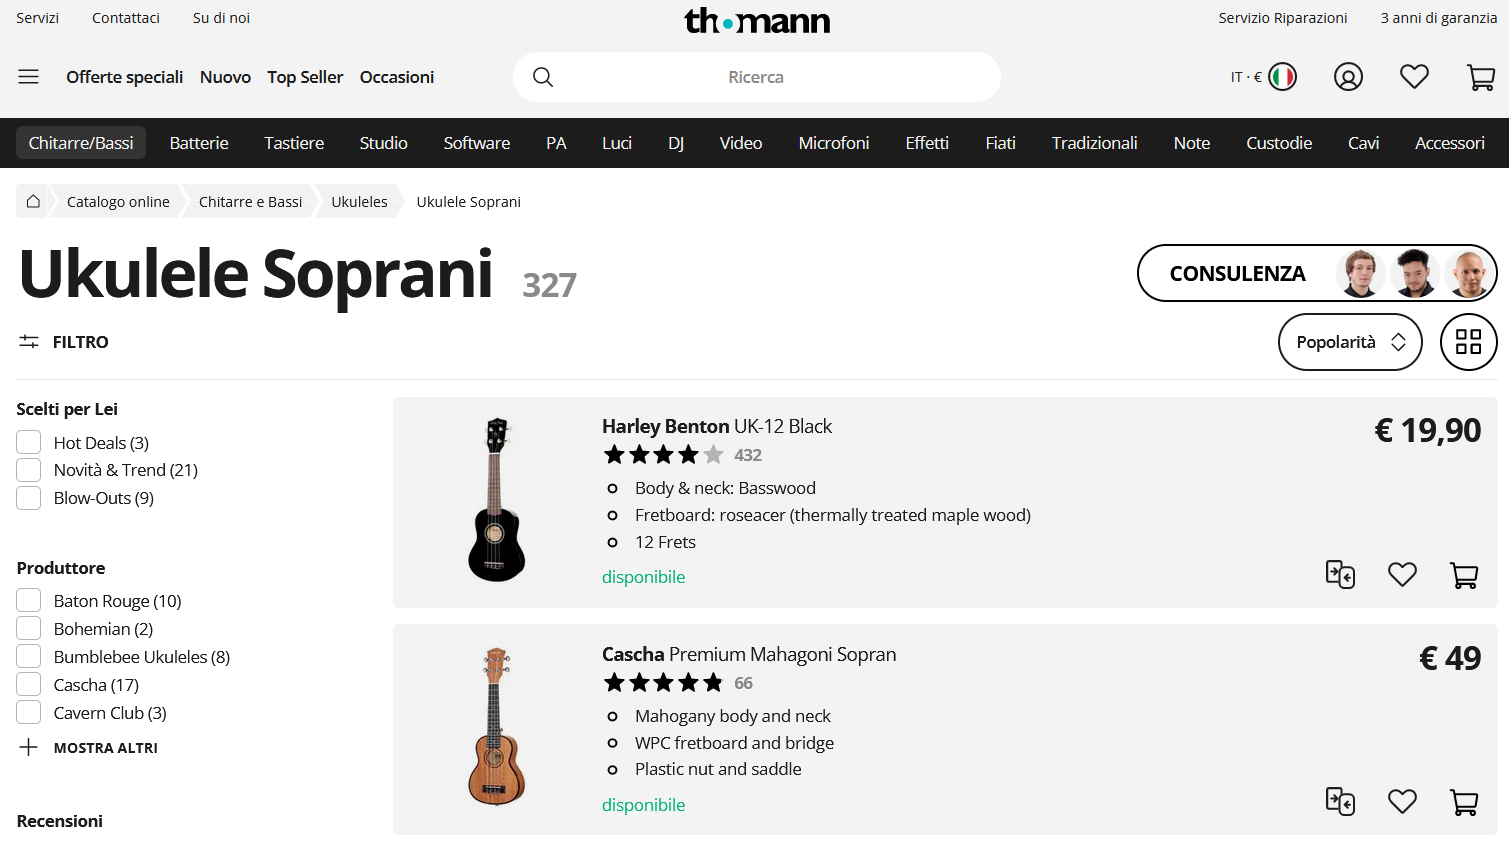 Servizi Contattaci Su di noi thomann Servizio Riparazioni 3 anni di garanzia
Offerte speciali Nuovo Top Seller Occasioni Ricerca IT · €
Chitarre/Bassi Batterie Tastiere Studio Software PA Luci DJ Video Microfoni Effetti Fiati Tradizionali Note Custodie Cavi Accessori
Catalogo online Chitarre e Bassi Ukuleles Ukulele Soprani
Ukulele Soprani 327
CONSULENZA
FILTRO
Popolarità
Scelti per Lei
Hot Deals (3)
Novità & Trend (21)
Blow-Outs (9)
Produttore
Baton Rouge (10)
Bohemian (2)
Bumblebee Ukuleles (8)
Cascha (17)
Cavern Club (3)
MOSTRA ALTRI
Recensioni
Harley Benton UK-12 Black
€ 19,90
432
Body & neck: Basswood
Fretboard: roseacer (thermally treated maple wood)
12 Frets
disponibile
Cascha Premium Mahagoni Sopran
€ 49
66
Mahogany body and neck
WPC fretboard and bridge
Plastic nut and saddle
disponibile